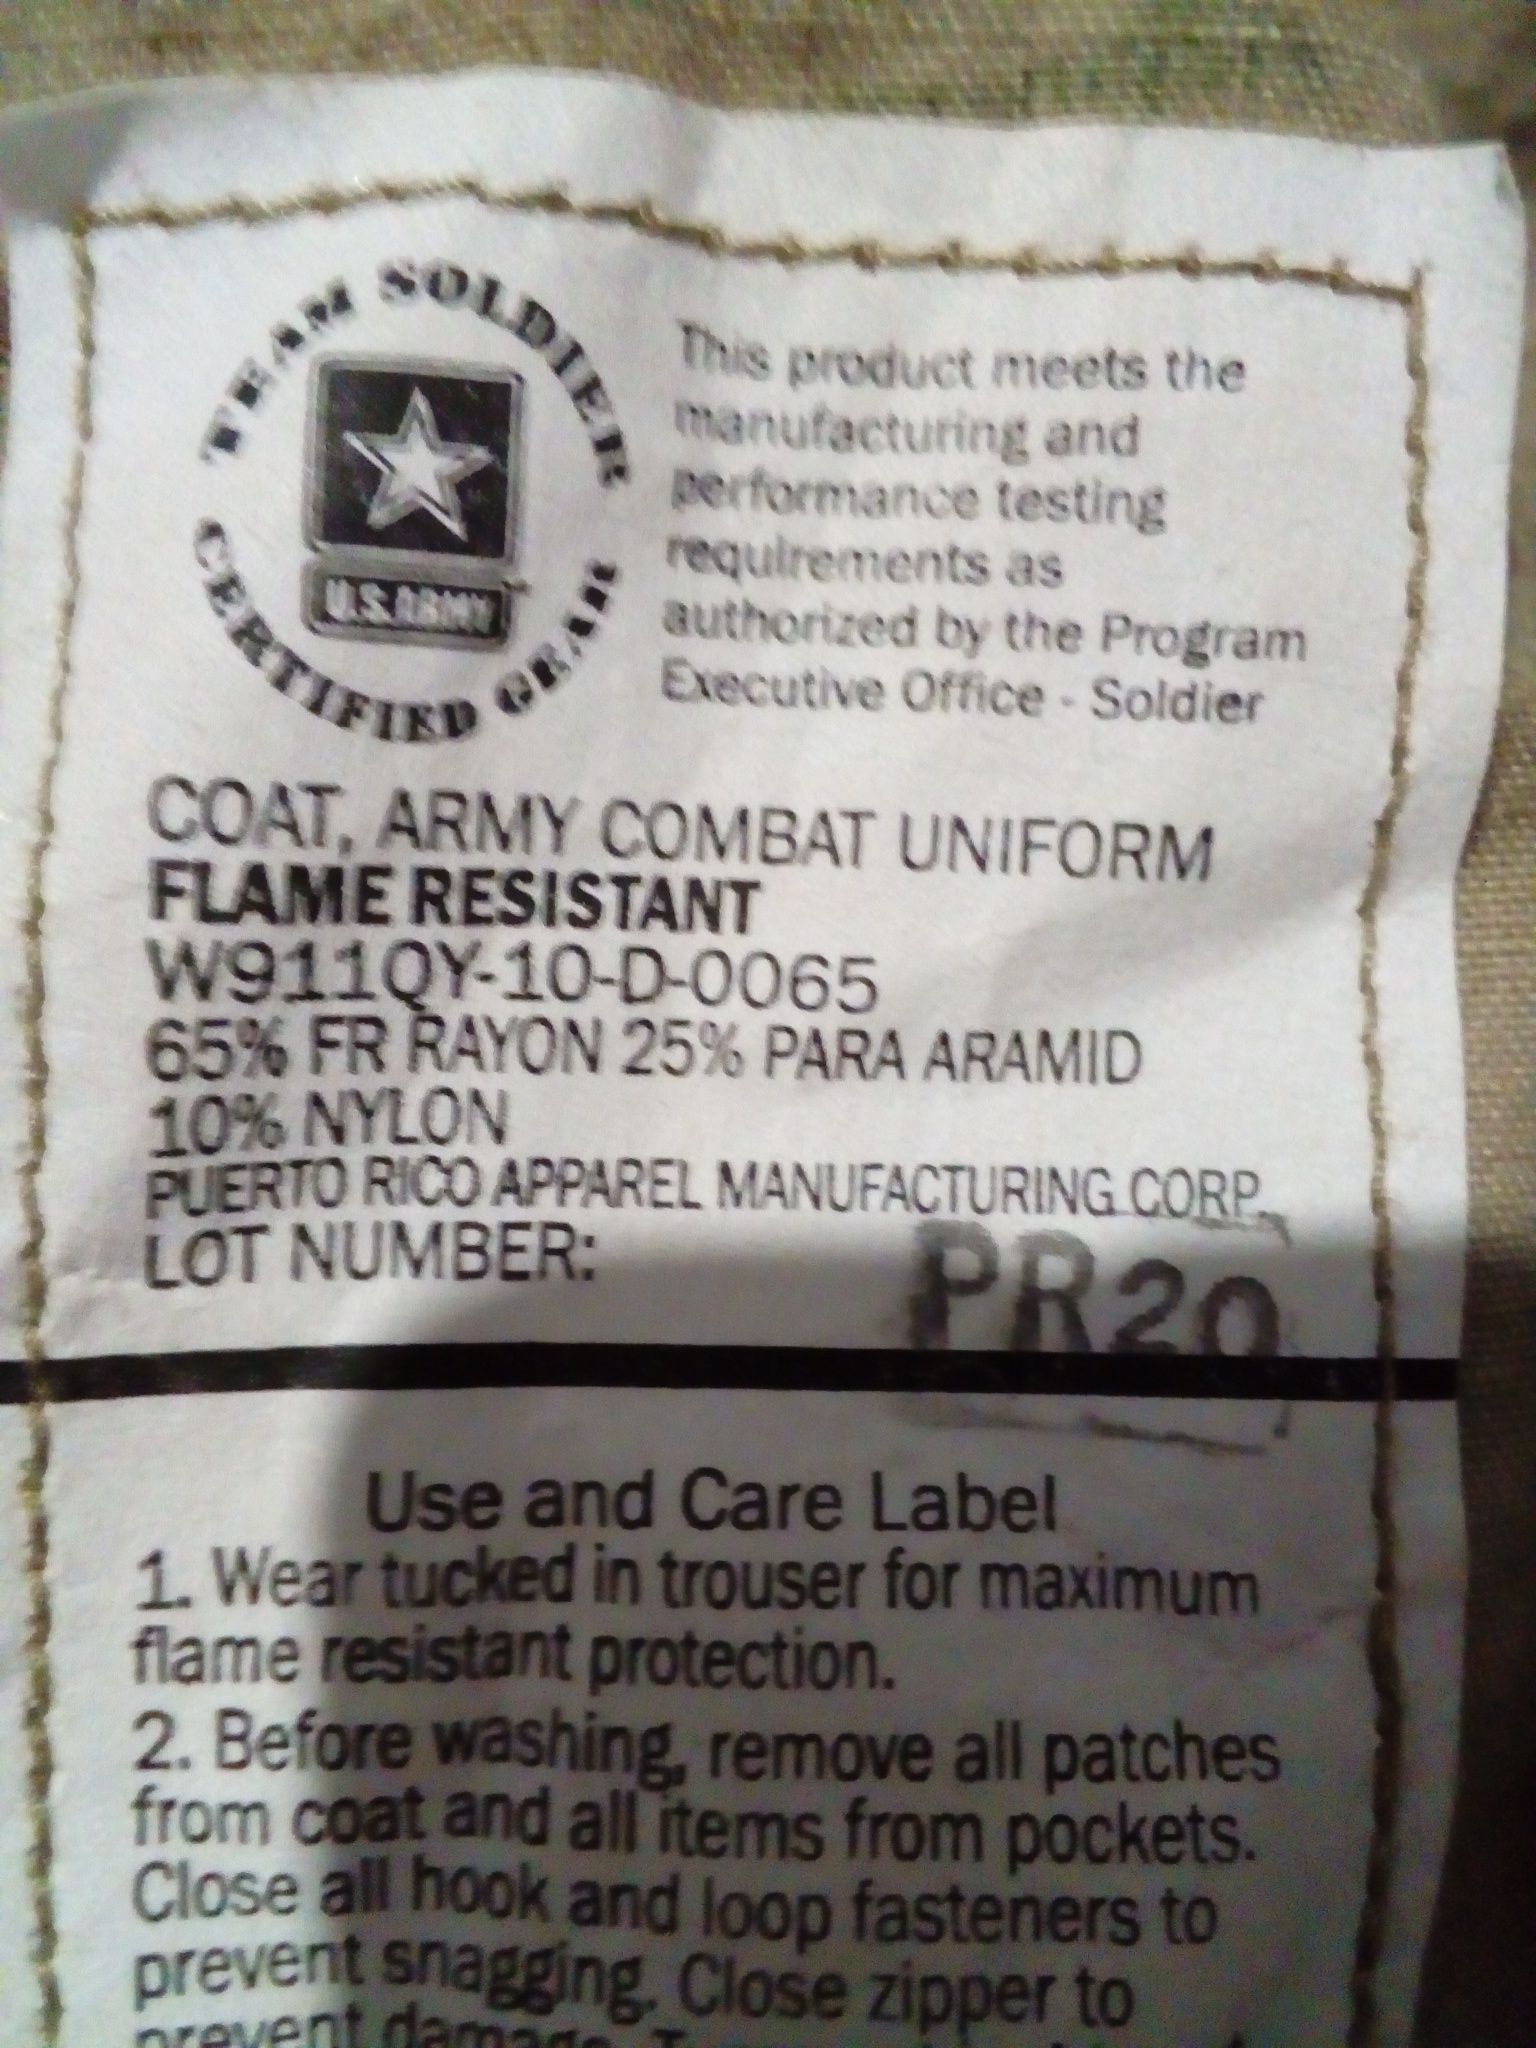 TEAM SOLDIER
CERTIFIED GEAR
U.S.ARMY
This product meets the
manufacturing and
performance testing
requirements as
authorized by the Program
Executive Office - Soldier
COAT, ARMY COMBAT UNIFORM
FLAME RESISTANT
W911QY-10-D-0065
65% FR RAYON 25% PARA ARAMID
10% NYLON
PUERTO RICO APPAREL MANUFACTURING CORP.
LOT NUMBER: PR20
Use and Care Label
1. Wear tucked in trouser for maximum
flame resistant protection.
2. Before washing, remove all patches
from coat and all items from pockets.
Close all hook and loop fasteners to
prevent snagging. Close zipper to
prevent damage.